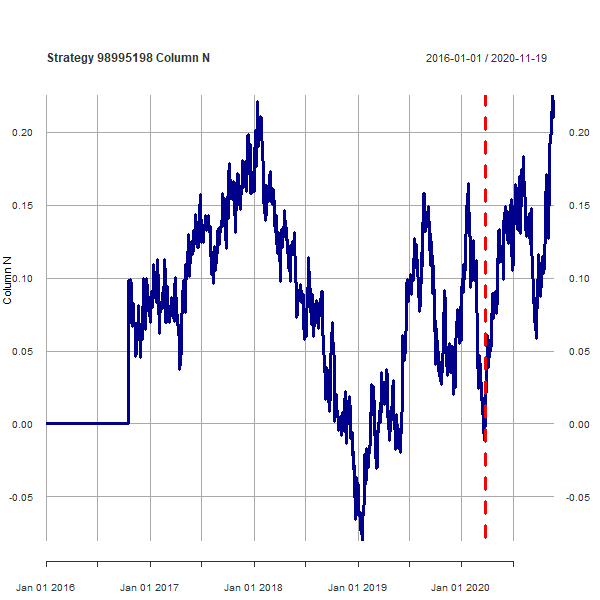 Strategy 98995198 Column N
2016-01-01 / 2020-11-19
0.20
0.15
0.10
0.05
0.00
-0.05
0.20
0.15
0.10
0.05
0.00
-0.05
Column N
Jan 01 2016
Jan 01 2017
Jan 01 2018
Jan 01 2019
Jan 01 2020